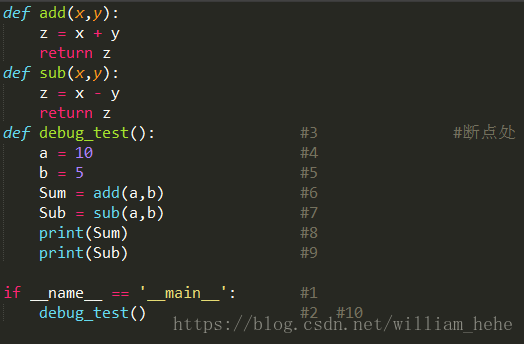 def add(x,y):
    z = x + y
    return z
def sub(x,y):
    z = x - y
    return z
def debug_test():                  #3                    #断点处
    a = 10                         #4
    b = 5                          #5
    Sum = add(a,b)                 #6
    Sub = sub(a,b)                 #7
    print(Sum)                     #8
    print(Sub)                     #9
if __name__ == '__main__':         #1
    debug_test()                   #2  #10
https://blog.csdn.net/william_hehe